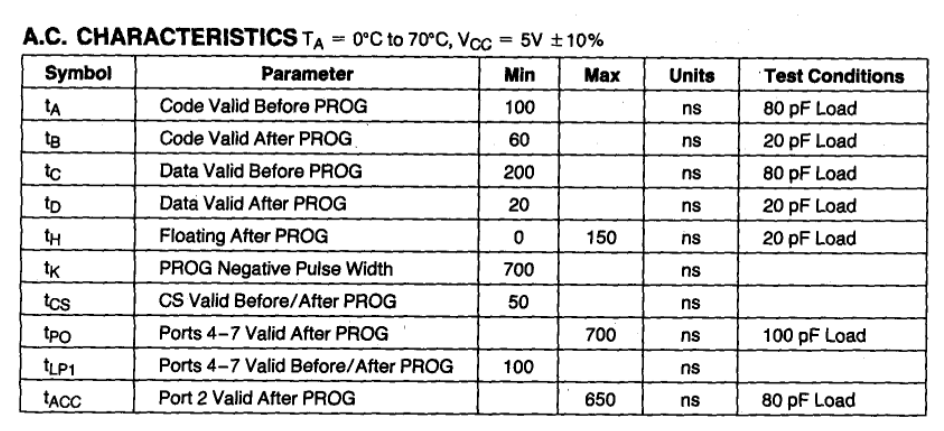 A.C. CHARACTERISTICS TA = 0°C to 70°C, VCC = 5V ±10%
Symbol Parameter Min Max Units Test Conditions
tA Code Valid Before PROG 100 ns 80 pF Load
tB Code Valid After PROG 60 ns 20 pF Load
tC Data Valid Before PROG 200 ns 80 pF Load
tD Data Valid After PROG 20 ns 20 pF Load
tH Floating After PROG 0 150 ns 20 pF Load
tK PROG Negative Pulse Width 700 ns
tCS CS Valid Before/After PROG 50 ns
tPO Ports 4–7 Valid After PROG 700 ns 100 pF Load
tLP1 Ports 4–7 Valid Before/After PROG 100 ns
tACC Port 2 Valid After PROG 650 ns 80 pF Load